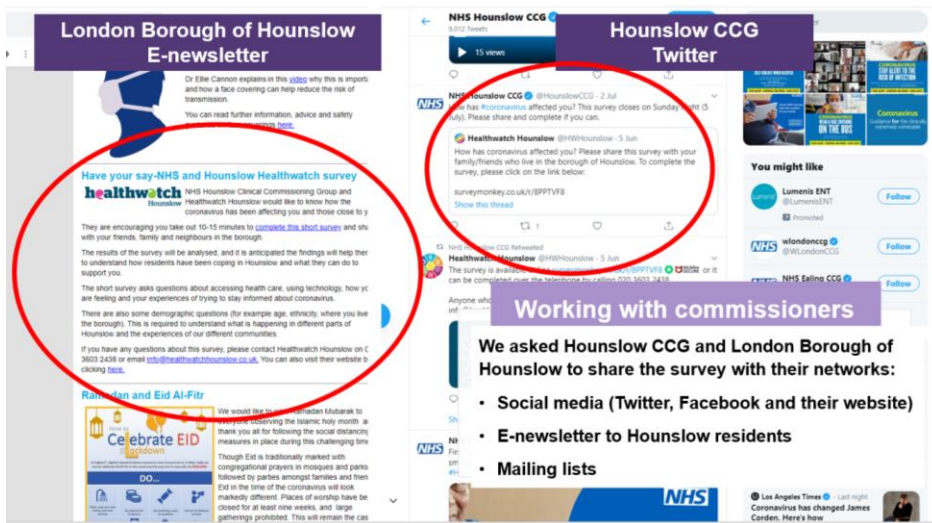 London Borough of Hounslow
E-newsletter
Dr Ellie Cannon explains in this video why this is importa
and how a face covering can help reduce the risk of
transmission.
You can read further information, advice and safety
here.
Have your say-NHS and Hounslow Healthwatch survey
healthwatch
Hounslow
NHS Hounslow Clinical Commissioning Group and
Healthwatch Hounslow would like to know how the
coronavirus has been affecting you and those close to y
They are encouraging you take out 10-15 minutes to complete this short survey and sha
with your friends, family and neighbours in the borough.
The results of the survey will be analysed, and it is anticipated the findings will help ther
to understand how residents have been coping in Hounslow and what they can do to
support you.
The short survey asks questions about accessing health care, using technology, how yo
are feeling and your experiences of trying to stay informed about coronavirus.
There are also some demographic questions (for example age, ethnicity, where you live
the borough). This is required to understand what is happening in different parts of
Hounslow and the experiences of our different communities.
If you have any questions about this survey, please contact Healthwatch Hounslow on 0
3603 2438 or email info@healthwatchhounslow.co.uk. You can also visit their website b
clicking here.
Ramadan and Eid Al-Fitr
How to
Celebrate EID
Lockdown
DO...
We would like to wish Ramadan Mubarak to
everyone observing the Islamic holy month a
thank you all for following the social distancing
measures in place during this challenging time
Though Eid is traditionally marked with
congregational prayers in mosques and parks
followed by parties amongst families and frien
Eid in the time of the coronavirus will look
markedly different. Places of worship have be
closed for at least nine weeks, and large
gatherings prohibited. This will remain the cas
NHS Hounslow CCG
9,012 Tweets
15 views
Hounslow CCG
Twitter
NHS Hounslow CCG @HounslowCCG · 2 Jul
How has #coronavirus affected you? This survey closes on Sunday night (5
July). Please share and complete if you can.
Healthwatch Hounslow @HWHounslow · 5 Jun
How has coronavirus affected you? Please share this survey with your
family/friends who live in the borough of Hounslow. To complete the
survey, please click on the link below:
surveymonkey.co.uk/r/8PPTVF8
Show this thread
1
NHS Hounslow CCG Retweeted
Healthwatch Hounslow @HWHounslow · 5 Jun
The survey is available online surveymonkey.co.uk/r/8PPTVF8 or it
can be completed over the telephone by calling 020 3603 2438
Anyone who
NHS
CORONAVIRUS
STAY ALERT TO THE
RISK OF INFECTION
CORONAVIRUS
WEAR A FACE COVERING
ON THE BUS
CORONAVIRUS
Guidance for the clinically
extremely vulnerable
You might like
Lumenis ENT
@LumenisENT
Promoted
Follow
wlondonccg
@WLondonCCG
Follow
NHS Ealing CCG
Follow
Working with commissioners
We asked Hounslow CCG and London Borough of
Hounslow to share the survey with their networks:
• Social media (Twitter, Facebook and their website)
• E-newsletter to Hounslow residents
• Mailing lists
NHS
Los Angeles Times · Last night
Coronavirus has changed James
Corden. Here's how